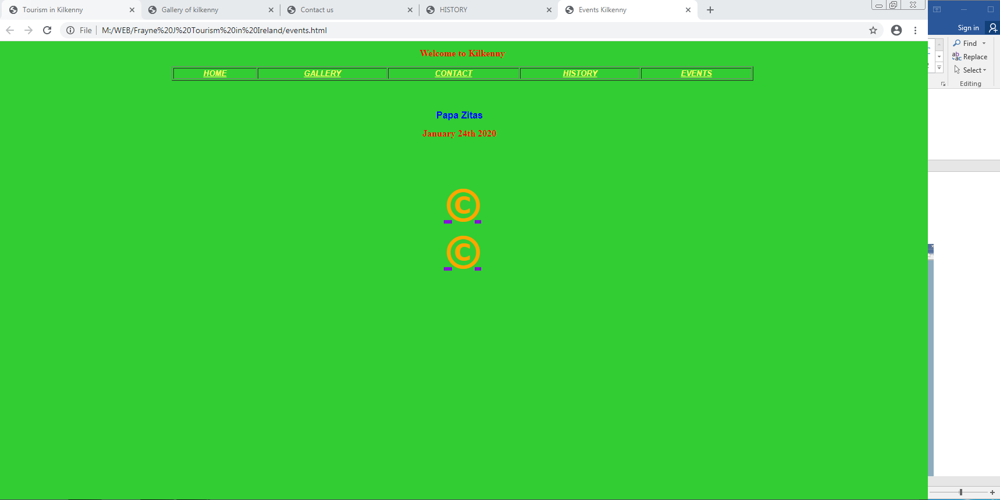 Tourism in Kilkenny
Gallery of kilkenny
Contact us
HISTORY
Events Kilkenny
File
M:/WEB/Frayne%20J%20Tourism%20in%20Ireland/events.html
Sign in
Find
Replace
Select
Editing
Welcome to Kilkenny
HOME GALLERY CONTACT HISTORY EVENTS
Papa Zitas
January 24th 2020
©
©